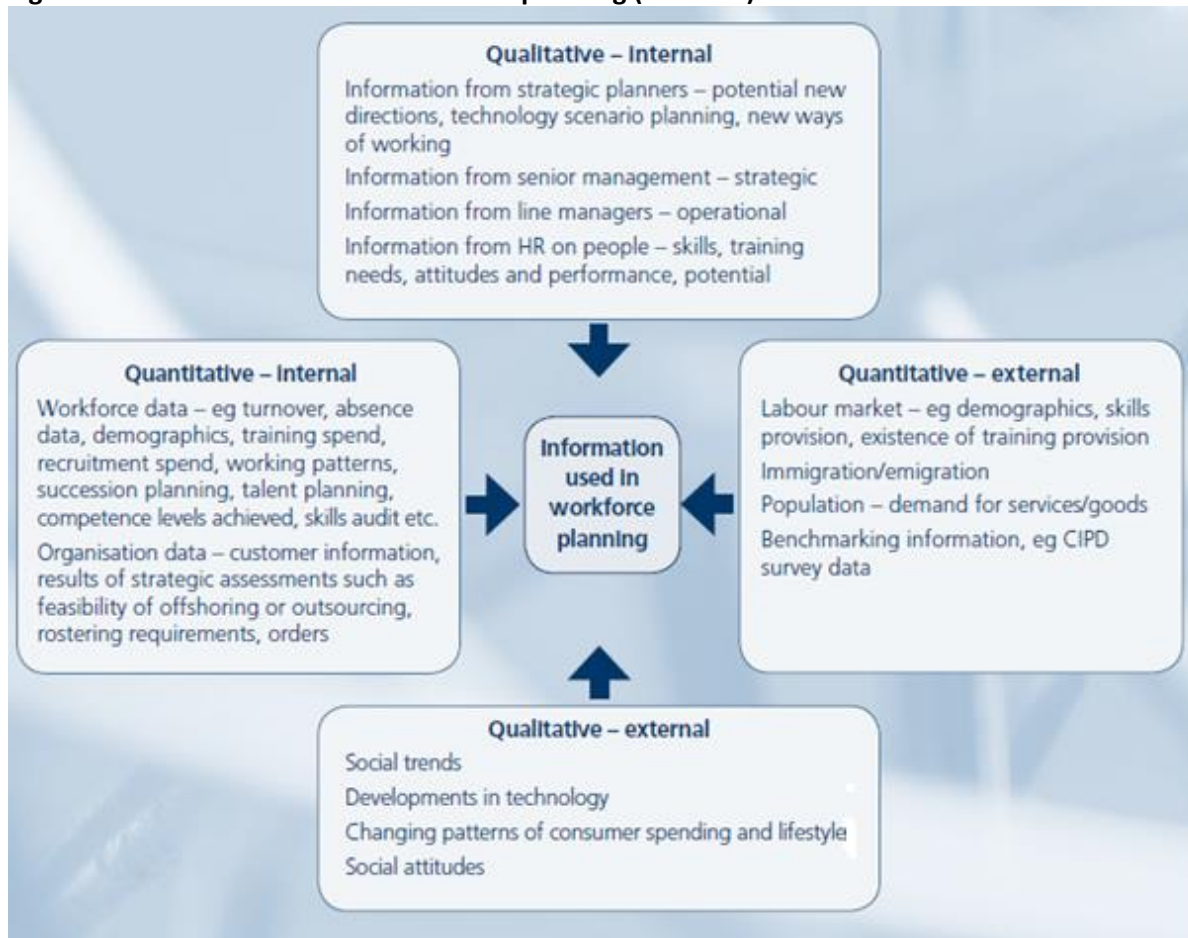 planning (
Qualitative – internal
Information from strategic planners – potential new
directions, technology scenario planning, new ways
of working
Information from senior management – strategic
Information from line managers – operational
Information from HR on people – skills, training
needs, attitudes and performance, potential
Quantitative – internal
Workforce data – eg turnover, absence
data, demographics, training spend,
recruitment spend, working patterns,
succession planning, talent planning,
competence levels achieved, skills audit etc.
Organisation data – customer information,
results of strategic assessments such as
feasibility of offshoring or outsourcing,
rostering requirements, orders
Information
used in
workforce
planning
Quantitative – external
Labour market – eg demographics, skills
provision, existence of training provision
Immigration/emigration
Population – demand for services/goods
Benchmarking information, eg CIPD
survey data
Qualitative – external
Social trends
Developments in technology
Changing patterns of consumer spending and lifestyle
Social attitudes